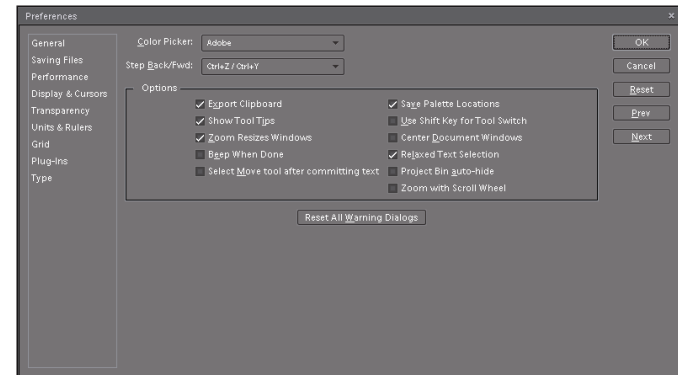 Preferences
General
Saving Files
Performance
Display & Cursors
Transparency
Units & Rulers
Grid
Plug-Ins
Type
Color Picker: Adobe
Step Back/Fwd: Ctrl+Z / Ctrl+Y
Options
Export Clipboard
Show Tool Tips
Zoom Resizes Windows
Beep When Done
Select Move tool after committing text
Save Palette Locations
Use Shift Key for Tool Switch
Center Document Windows
Relaxed Text Selection
Project Bin auto-hide
Zoom with Scroll Wheel
Reset All Warning Dialogs
OK
Cancel
Reset
Prev
Next